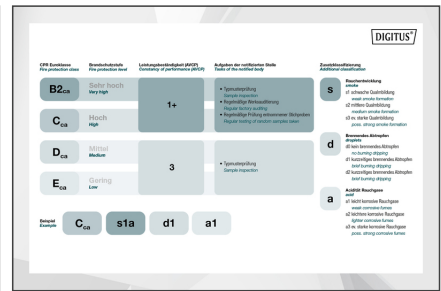 DIGITUS®
CPR Euroklasse
Fire protection class
Brandschutzstufe
Fire protection level
Leistungsbeständigkeit (AVCP)
Constancy of performance (AVCP)
Aufgaben der notifizierten Stelle
Tasks of the notified body
Zusatzklassifizierung
Additional classification
B2ca
Sehr hoch
Very high
Cca
Hoch
High
1+
• Typmusterprüfung
Sample inspection
• Regelmäßige Werksauditierung
Regular factory auditing
• Regelmäßige Prüfung entnommener Stichproben
Regular testing of random samples taken
Dca
Mittel
Medium
Eca
Gering
Low
3
• Typmusterprüfung
Sample inspection
s
Rauchentwicklung
smoke
s1 schwache Qualmbildung
weak smoke formation
s2 mittlere Qualmbildung
medium smoke formation
s3 ev. starke Qualmbildung
poss. strong smoke formation
d
Brennendes Abtropfen
droplets
d0 kein brennendes Abtropfen
no burning dripping
d1 kurzzeitiges brennendes Abtropfen
brief burning dripping
d2 kurzzeitiges brennendes Abtropfen
brief burning dripping
a
Acidität Rauchgase
acid
a1 leicht korrosive Rauchgase
weak corrosive fumes
a2 leichtere korrosive Rauchgase
lighter corrosive fumes
a3 ev. starke korrosive Rauchgase
poss. strong corrosive fumes
Beispiel
Example
Cca
s1a
d1
a1